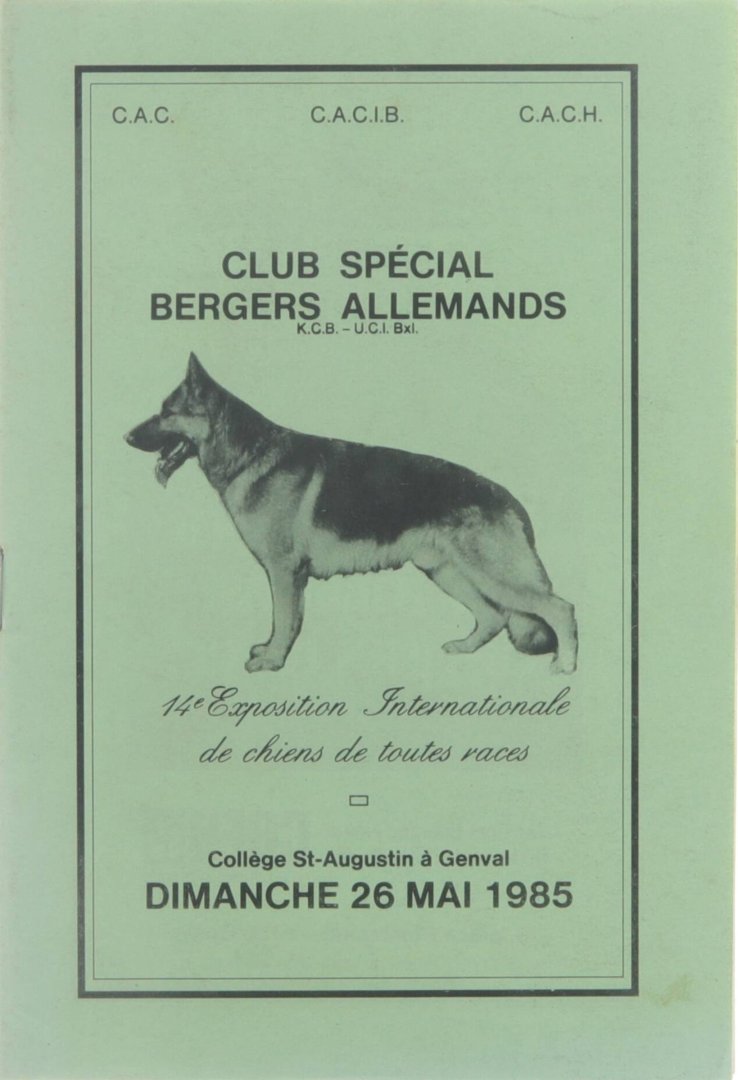 C.A.C. C.A.C.I.B. C.A.C.H.
CLUB SPÉCIAL
BERGERS ALLEMANDS
K.C.B. – U.C.I. Bxl.
14e Exposition Internationale
de chiens de toutes races
Collège St-Augustin à Genval
DIMANCHE 26 MAI 1985